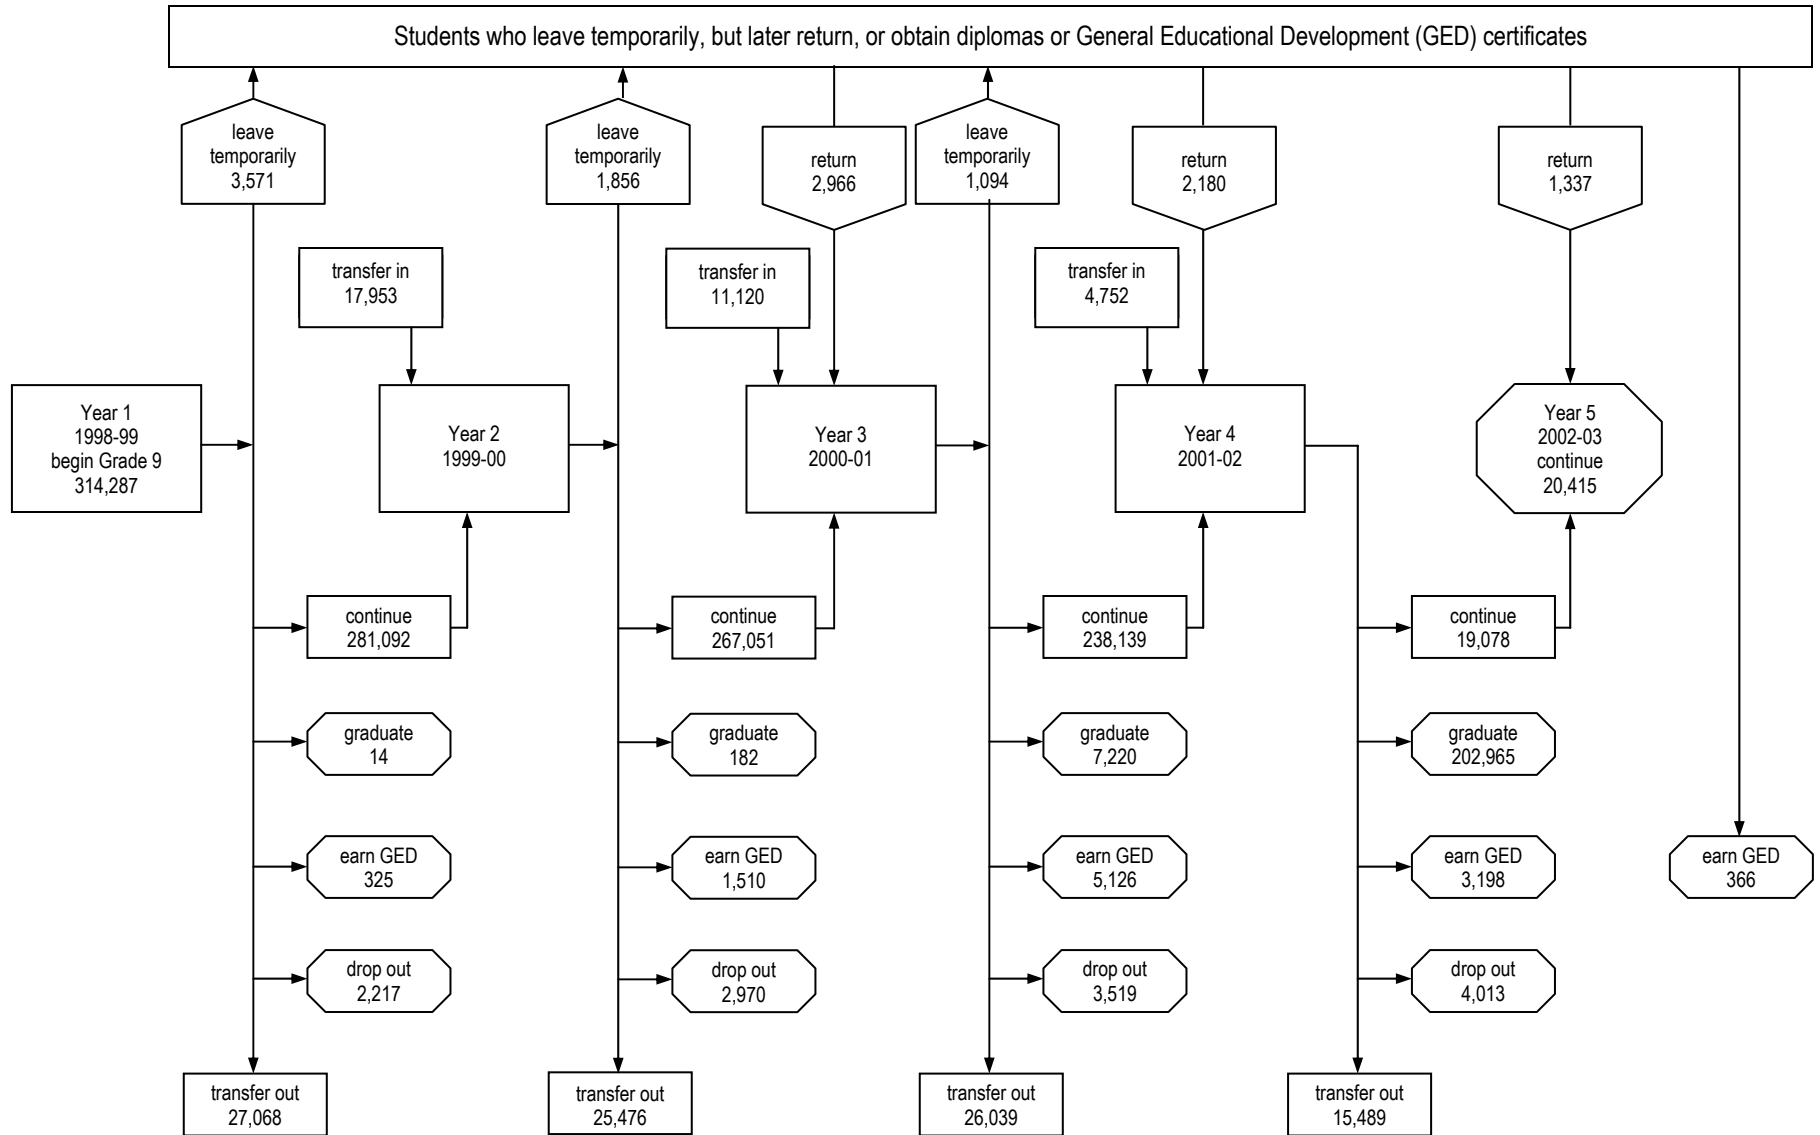 Students who leave temporarily, but later return, or obtain diplomas or General Educational Development (GED) certificates
leave
temporarily
3,571
leave
temporarily
1,856
return
2,966
leave
temporarily
1,094
return
2,180
return
1,337
transfer in
17,953
transfer in
11,120
transfer in
4,752
Year 1
1998-99
begin Grade 9
314,287
Year 2
1999-00
Year 3
2000-01
Year 4
2001-02
Year 5
2002-03
continue
20,415
continue
281,092
continue
267,051
continue
238,139
continue
19,078
graduate
14
graduate
182
graduate
7,220
graduate
202,965
earn GED
325
earn GED
1,510
earn GED
5,126
earn GED
3,198
earn GED
366
drop out
2,217
drop out
2,970
drop out
3,519
drop out
4,013
transfer out
27,068
transfer out
25,476
transfer out
26,039
transfer out
15,489